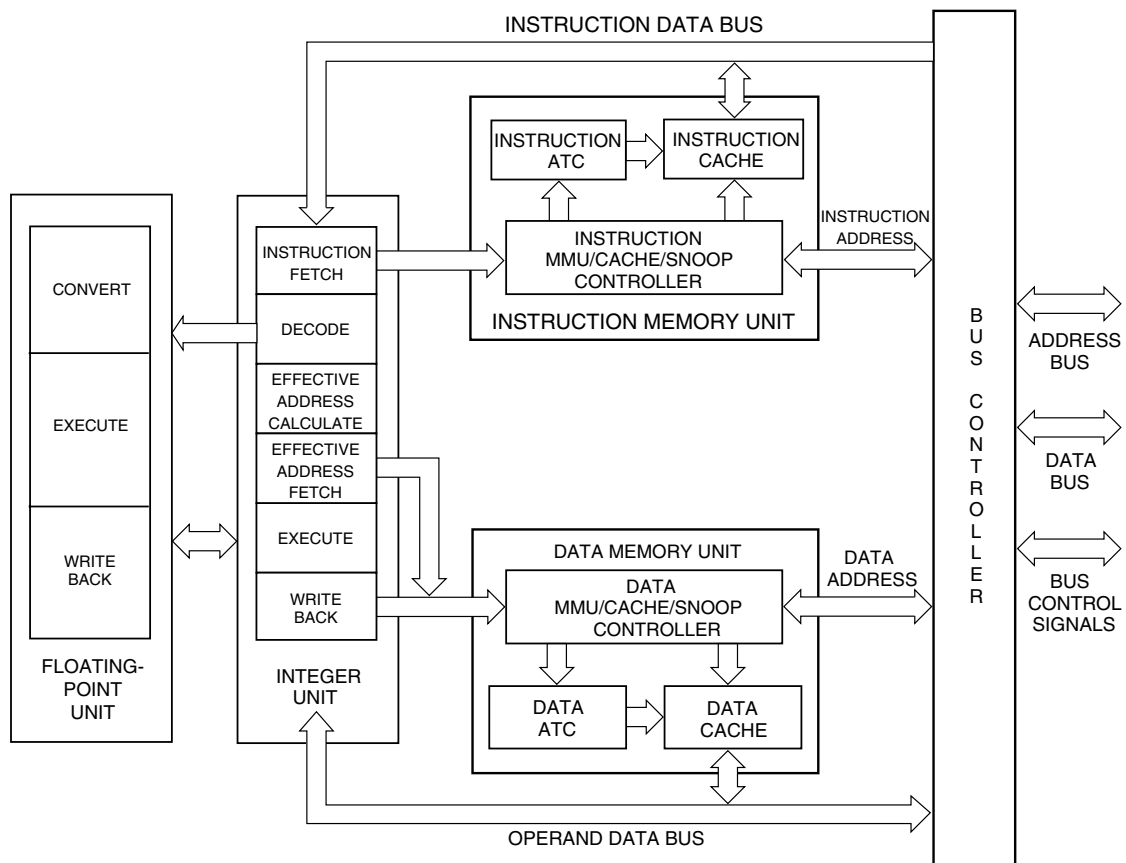 INSTRUCTION DATA BUS
INSTRUCTION
ATC
INSTRUCTION
CACHE
INSTRUCTION
MMU/CACHE/SNOOP
CONTROLLER
INSTRUCTION MEMORY UNIT
INSTRUCTION
ADDRESS
CONVERT
EXECUTE
WRITE
BACK
FLOATING-
POINT
UNIT
INSTRUCTION
FETCH
DECODE
EFFECTIVE
ADDRESS
CALCULATE
EFFECTIVE
ADDRESS
FETCH
EXECUTE
WRITE
BACK
INTEGER
UNIT
DATA MEMORY UNIT
DATA
MMU/CACHE/SNOOP
CONTROLLER
DATA
ATC
DATA
CACHE
DATA
ADDRESS
OPERAND DATA BUS
BUS CONTROLLER
ADDRESS
BUS
DATA
BUS
BUS
CONTROL
SIGNALS